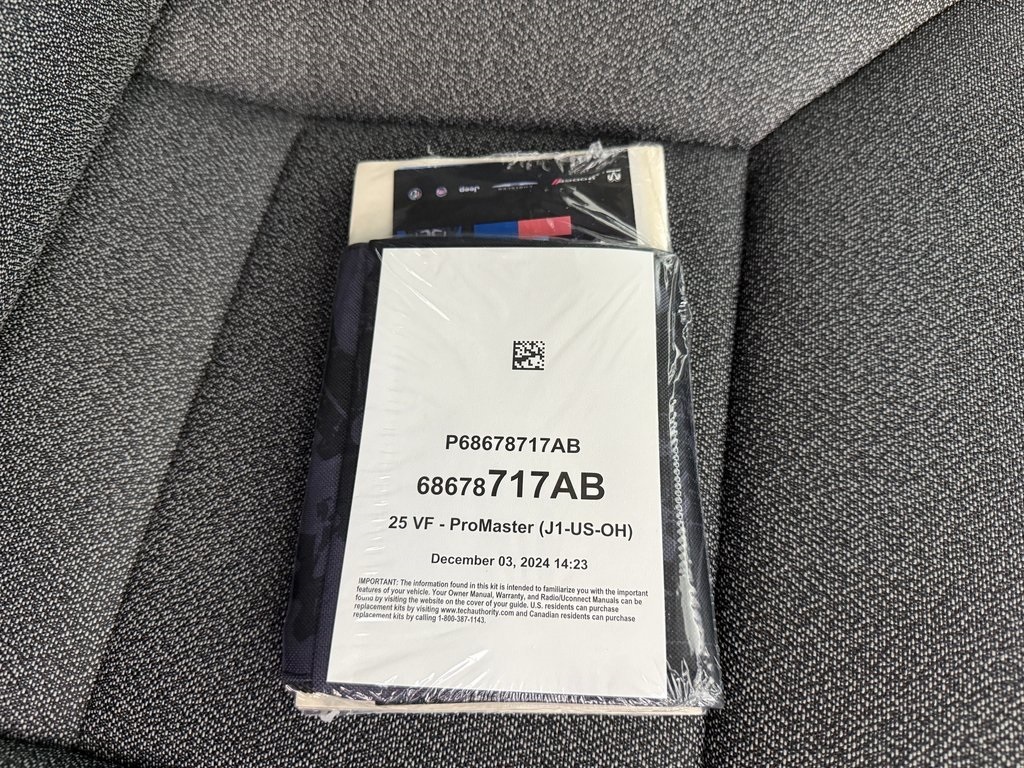 Jeep
P68678717AB
68678717AB
25 VF - ProMaster (J1-US-OH)
December 03, 2024 14:23
IMPORTANT: The information found in this kit is intended to familiarize you with the important
features of your vehicle. Your Owner Manual, Warranty, and Radio/Uconnect Manuals can be
found by visiting the website on the cover of your guide. U.S. residents can purchase
replacement kits by visiting www.techauthority.com and Canadian residents can purchase
replacement kits by calling 1-800-387-1143.